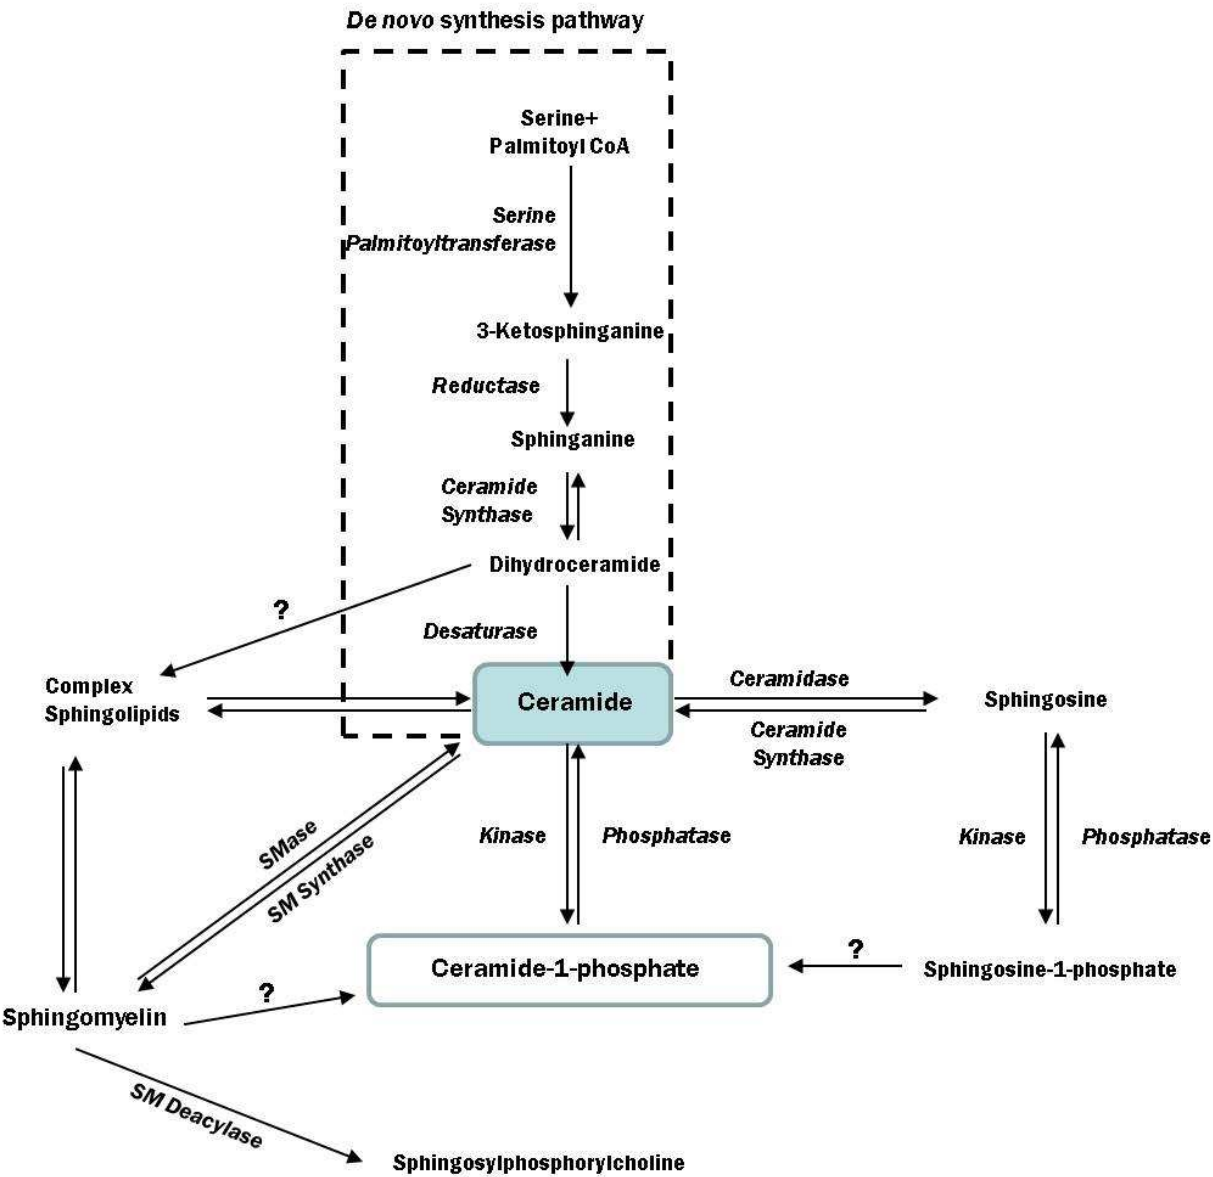 De novo synthesis pathway
Serine+
Palmitoyl CoA
Serine
Palmitoyltransferase
3-Ketosphinganine
Reductase
Sphinganine
Ceramide
Synthase
Dihydroceramide
?
Desaturase
Complex
Sphingolipids
Ceramide
Ceramidase
Sphingosine
Ceramide
Synthase
SMase
SM Synthase
Kinase
Phosphatase
Kinase
Phosphatase
Ceramide-1-phosphate
?
Sphingosine-1-phosphate
Sphingomyelin
?
SM Deacylase
Sphingosylphosphorylcholine